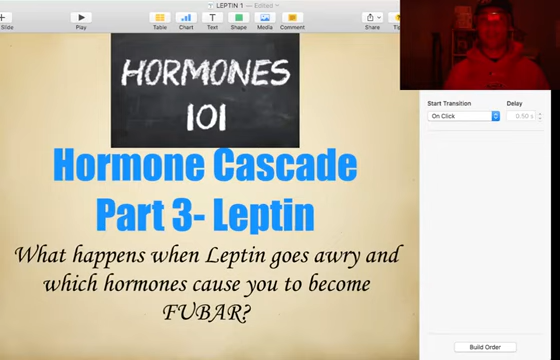 LEPTIN 1 — Edited
Slide
Play
Table
Chart
Text
Shape
Media
Comment
Share
HORMONES
101
Hormone Cascade
Part 3- Leptin
What happens when Leptin goes awry and
which hormones cause you to become
FUBAR?
Start Transition
Delay
On Click
0.50 s
Build Order